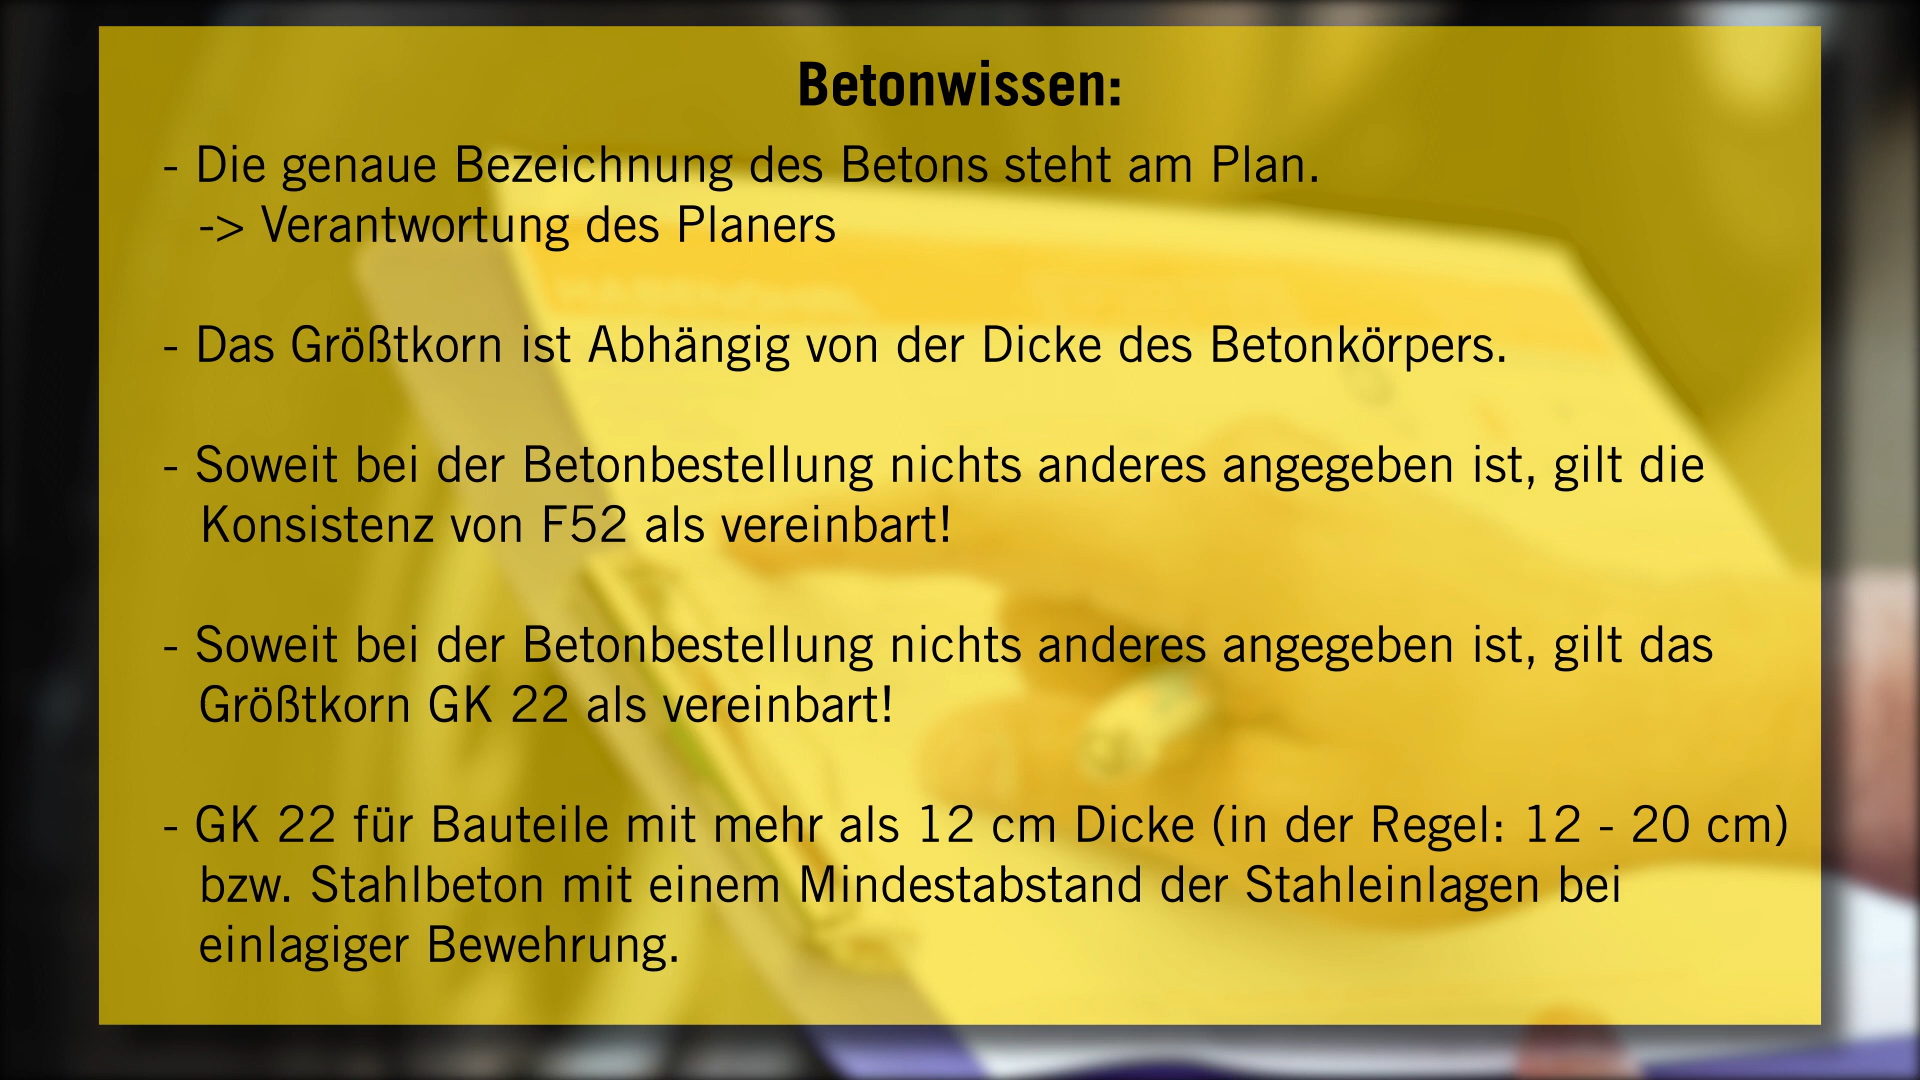 Betonwissen:
- Die genaue Bezeichnung des Betons steht am Plan.
-> Verantwortung des Planers
- Das Größtkorn ist Abhängig von der Dicke des Betonkörpers.
- Soweit bei der Betonbestellung nichts anderes angegeben ist, gilt die
Konsistenz von F52 als vereinbart!
- Soweit bei der Betonbestellung nichts anderes angegeben ist, gilt das
Größtkorn GK 22 als vereinbart!
- GK 22 für Bauteile mit mehr als 12 cm Dicke (in der Regel: 12 - 20 cm)
bzw. Stahlbeton mit einem Mindestabstand der Stahleinlagen bei
einlagiger Bewehrung.